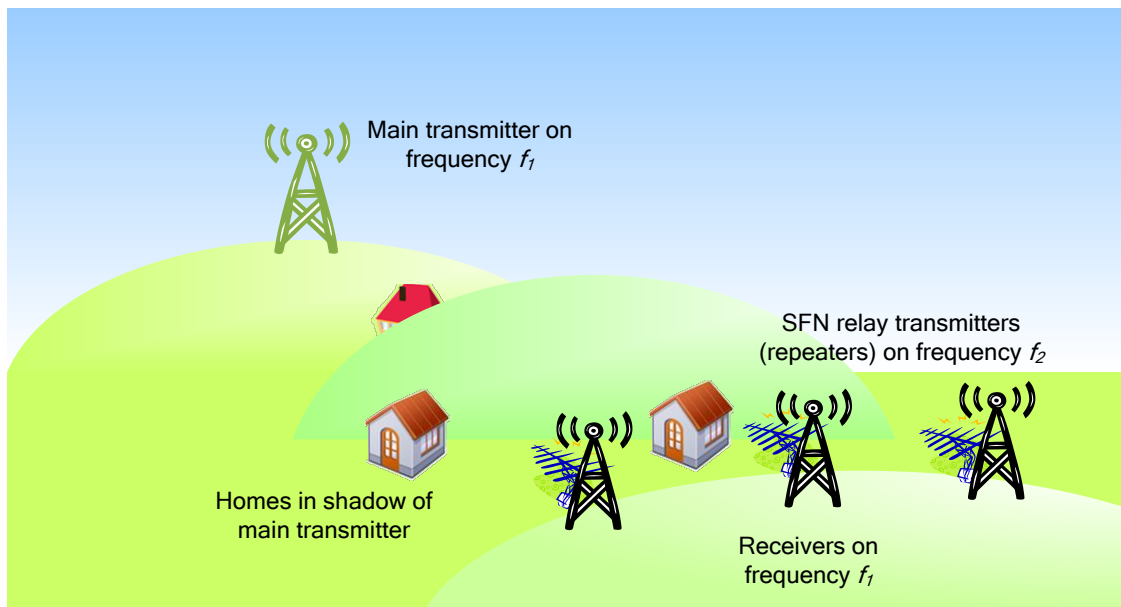 Main transmitter on
frequency f₁
SFN relay transmitters
(repeaters) on frequency f₂
Homes in shadow of
main transmitter
Receivers on
frequency f₁